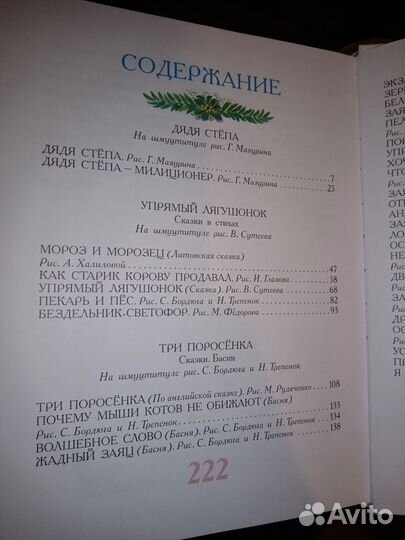 СОДЕРЖАНИЕ
ДЯДЯ СТЁПА
На шмуцтитуле рис. Г. Мазурина
ДЯДЯ СТЁПА. Рис. Г. Мазурина 7
ДЯДЯ СТЁПА – МИЛИЦИОНЕР. Рис. Г. Мазурина 23
УПРЯМЫЙ ЛЯГУШОНОК
Сказки в стихах
На шмуцтитуле рис. В. Сутеева
МОРОЗ И МОРОЗЕЦ (Литовская сказка)
Рис. А. Халиловой 47
КАК СТАРИК КОРОВУ ПРОДАВАЛ. Рис. И. Глазова 58
УПРЯМЫЙ ЛЯГУШОНОК (Сказка). Рис. В. Сутеева 68
ПЕКАРЬ И ПЁС. Рис. С. Бордюга и Н. Трепенок 82
БЕЗДЕЛЬНИК-СВЕТОФОР. Рис. М. Фёдорова 93
ТРИ ПОРОСЁНКА
Сказки. Басни
На шмуцтитуле рис. С. Бордюга и Н. Трепенок
ТРИ ПОРОСЁНКА (По английской сказке). Рис. М. Рудаченко 108
ПОЧЕМУ МЫШИ КОТОВ НЕ ОБИЖАЮТ (Басня)
Рис. С. Бордюга и Н. Трепенок 133
ВОЛШЕБНОЕ СЛОВО (Басня). Рис. С. Бордюга и Н. Трепенок 134
ЖАДНЫЙ ЗАЯЦ (Басня). Рис. С. Бордюга и Н. Трепенок 138
222
Avito